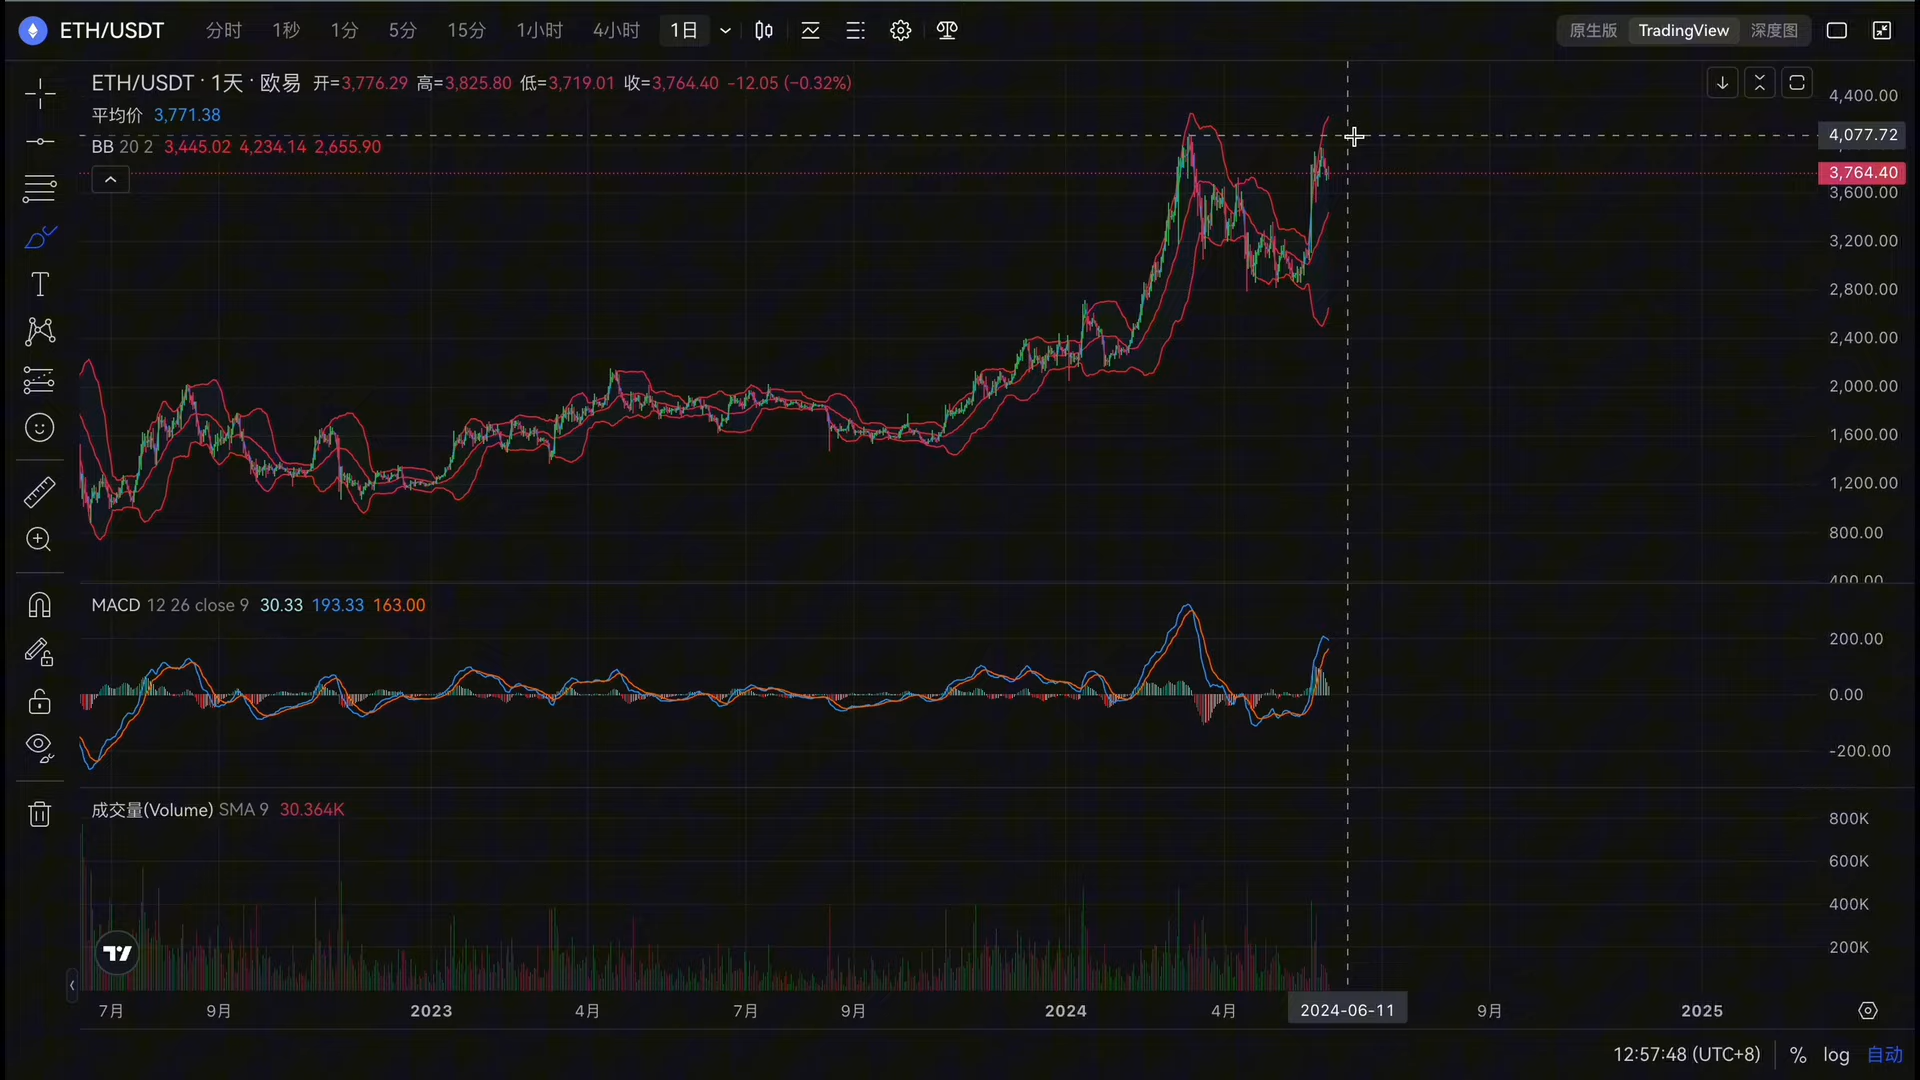 ETH/USDT 分时 1秒 1分 5分 15分 1小时 4小时 1日 原生版 TradingView 深度图
ETH/USDT · 1天 · 欧易 开=3,776.29 高=3,825.80 低=3,719.01 收=3,764.40 −12.05 (−0.32%)
平均价 3,771.38
BB 20 2 3,445.02 4,234.14 2,655.90
4,400.00
4,077.72
3,764.40
3,600.00
3,200.00
2,800.00
2,400.00
2,000.00
1,600.00
1,200.00
800.00
400.00
MACD 12 26 close 9 30.33 193.33 163.00
200.00
0.00
-200.00
成交量(Volume) SMA 9 30.364K
800K
600K
400K
200K
7月 9月 2023 4月 7月 9月 2024 4月 2024-06-11 9月 2025
12:57:48 (UTC+8) % log 自动